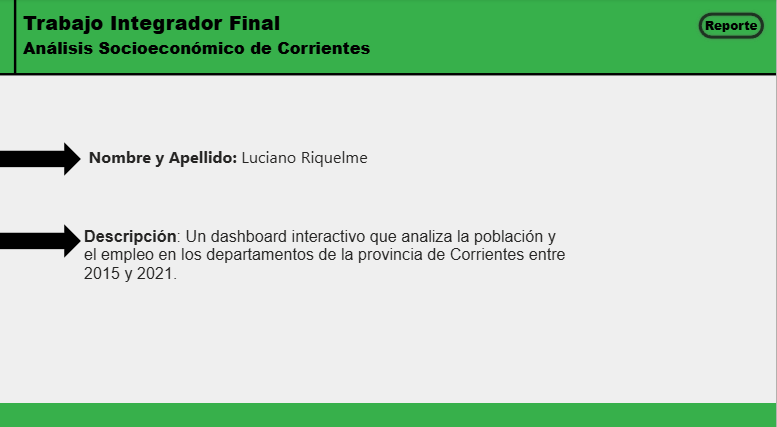 Trabajo Integrador Final
Análisis Socioeconómico de Corrientes
Reporte
Nombre y Apellido: Luciano Riquelme
Descripción: Un dashboard interactivo que analiza la población y
el empleo en los departamentos de la provincia de Corrientes entre
2015 y 2021.